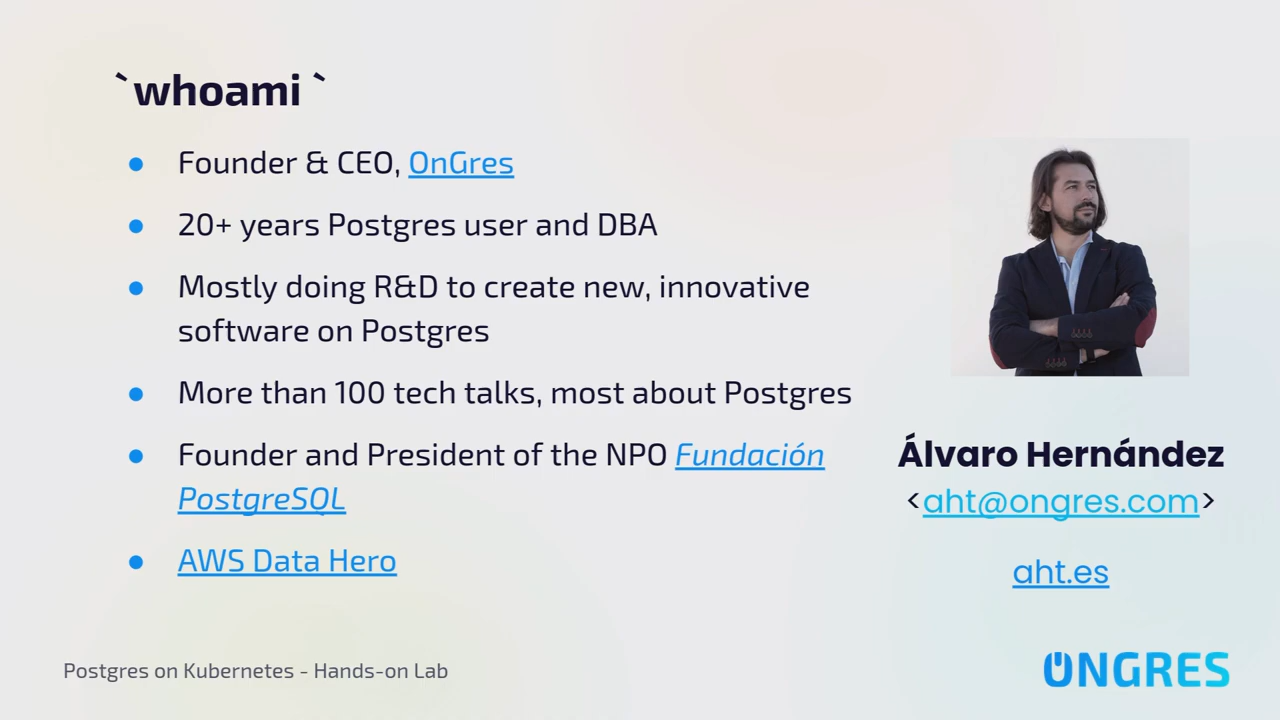 `whoami `
● Founder & CEO, OnGres
● 20+ years Postgres user and DBA
● Mostly doing R&D to create new, innovative
software on Postgres
● More than 100 tech talks, most about Postgres
● Founder and President of the NPO Fundación
PostgreSQL
● AWS Data Hero
Álvaro Hernández
<aht@ongres.com>
aht.es
Postgres on Kubernetes - Hands-on Lab
ONGRES